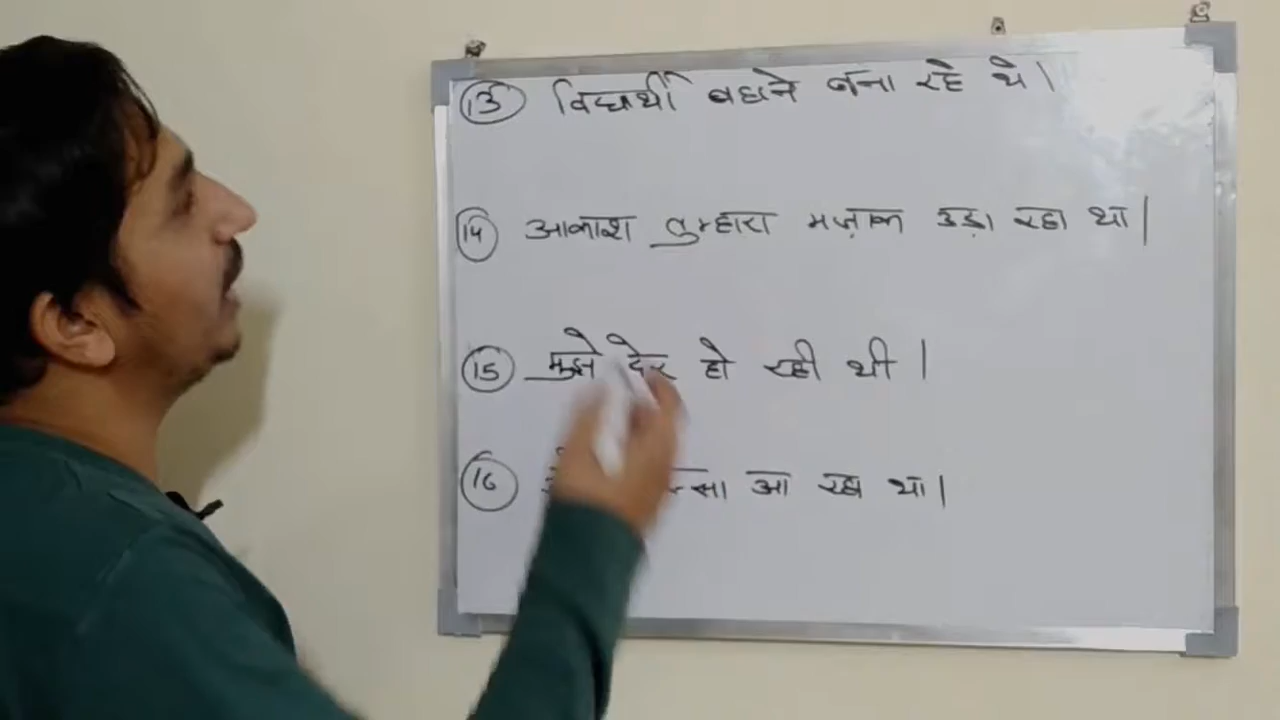 13 विद्यार्थी बहाने बना रहे थे।
14 आकाश तुम्हारा मज़ाक उड़ा रहा था।
15 मुझे देर हो रही थी।
16 आ रहा था।